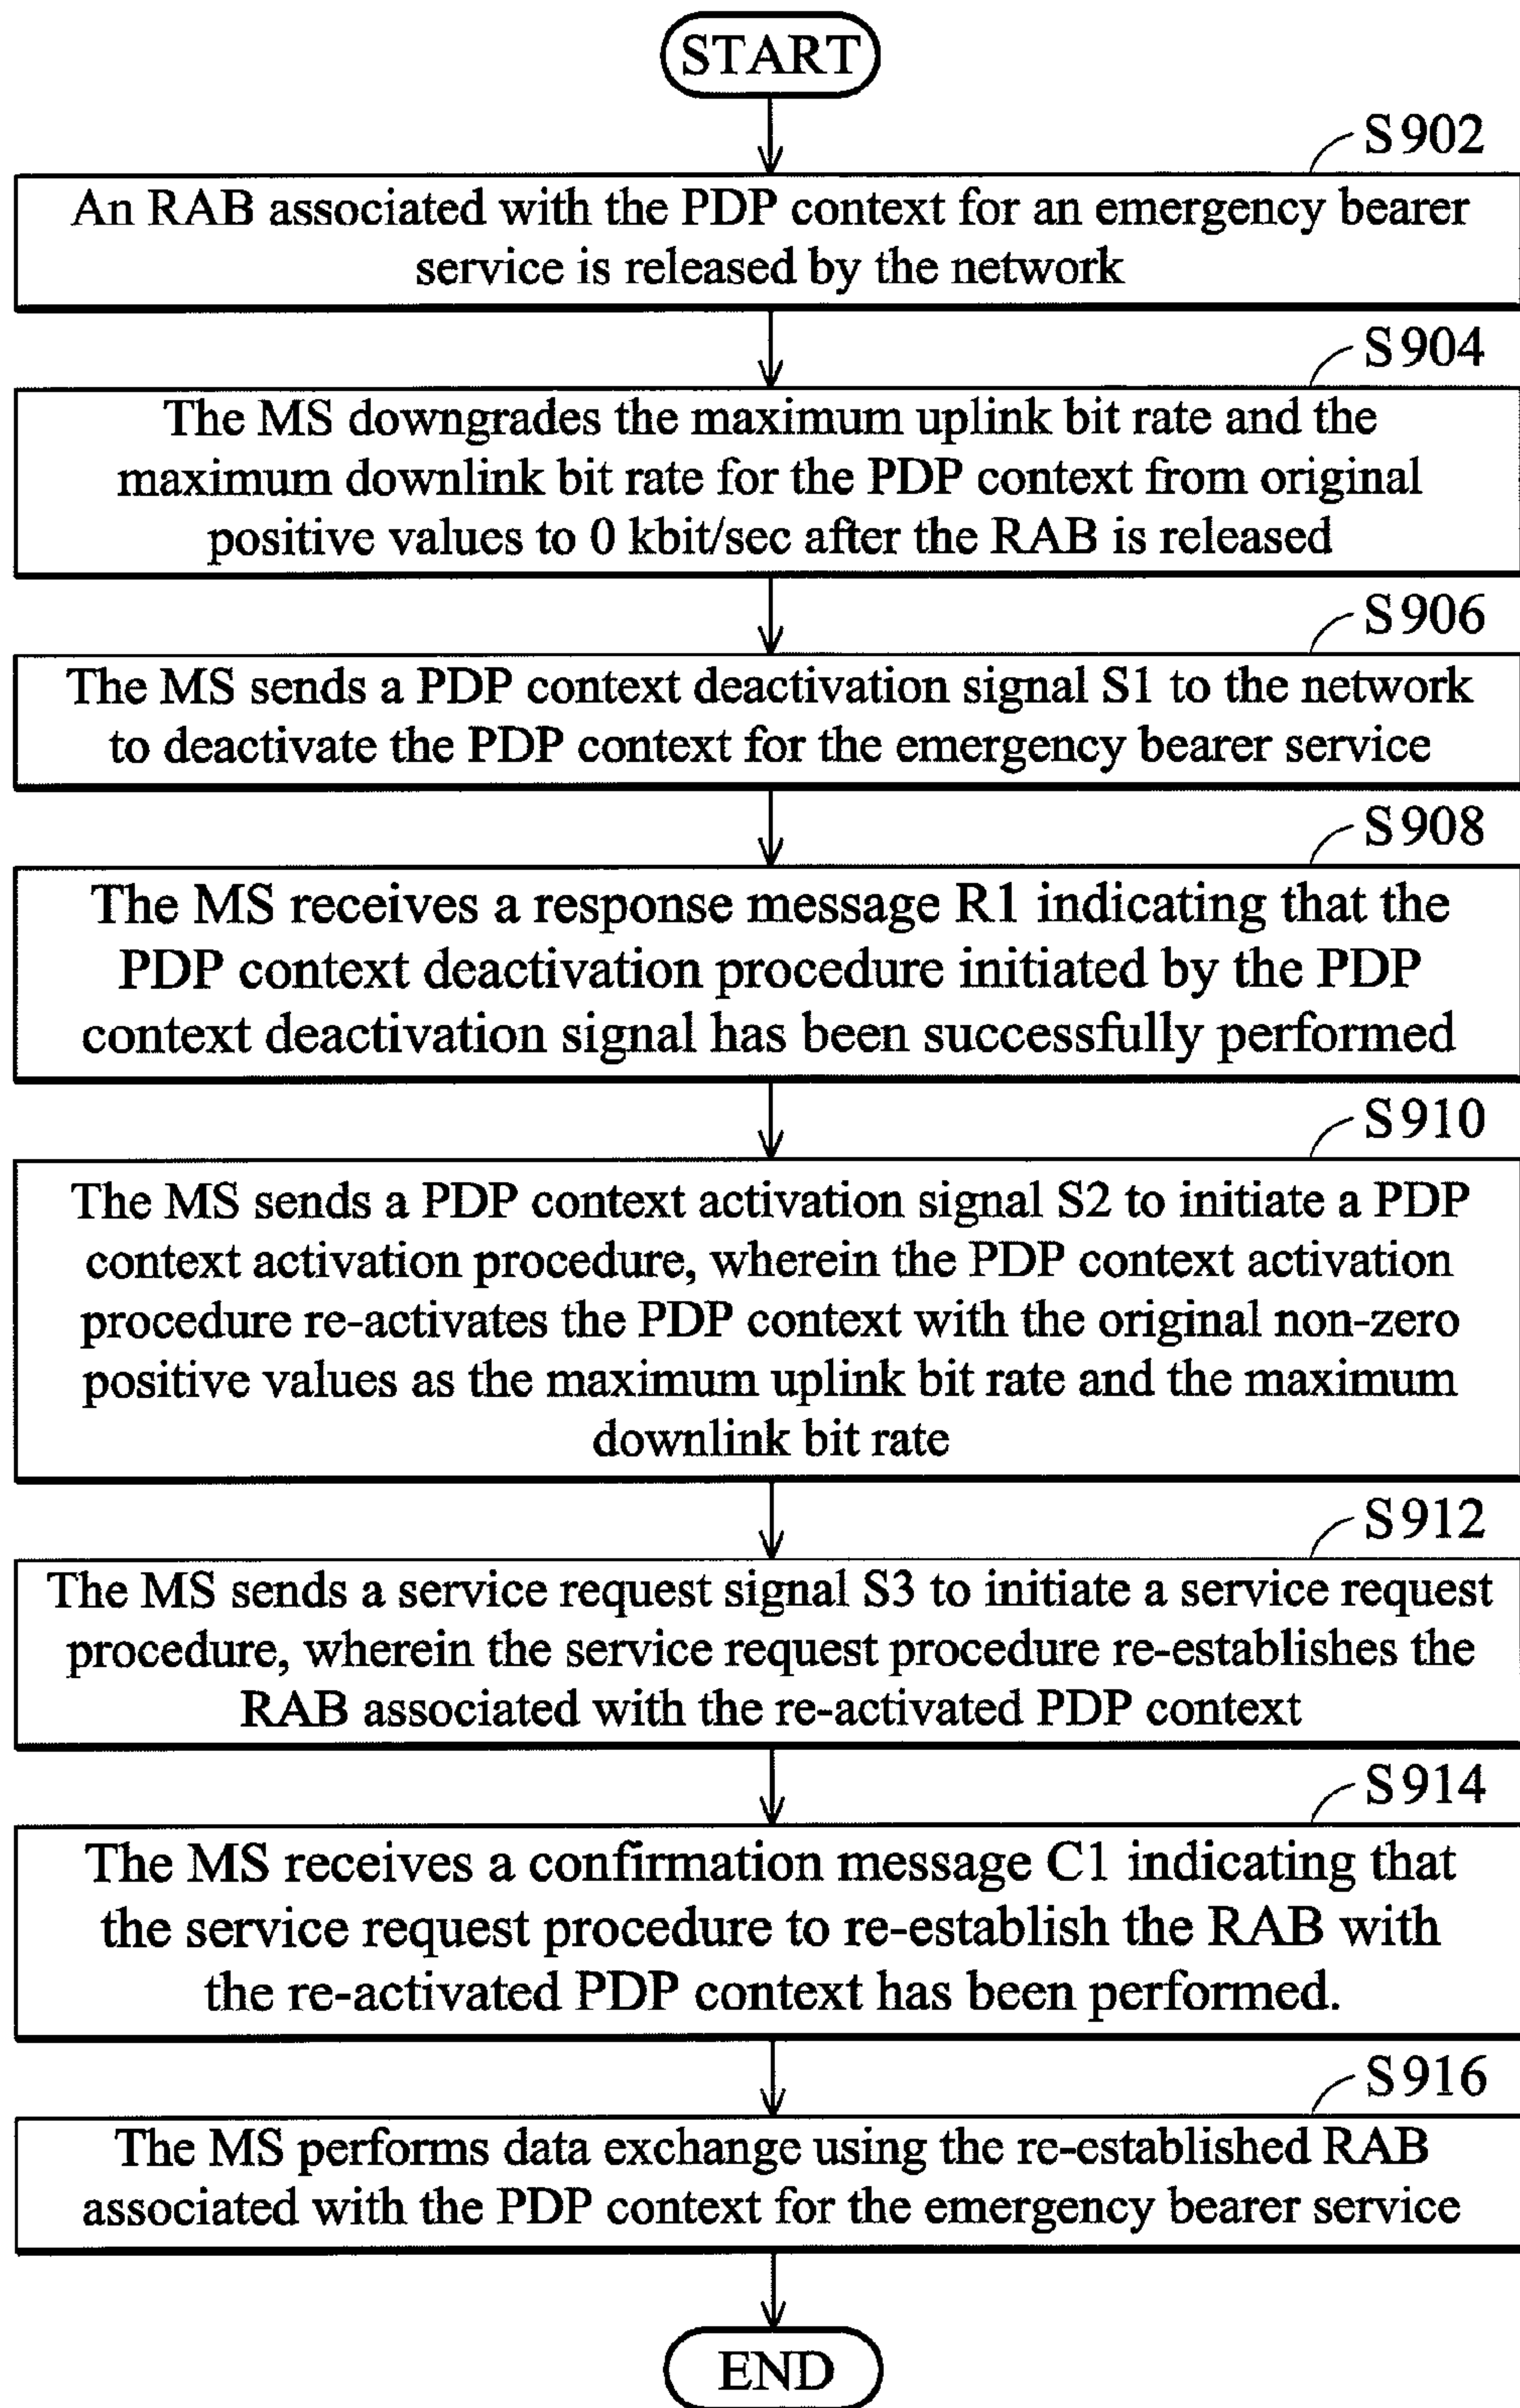 START
S902
An RAB associated with the PDP context for an emergency bearer
service is released by the network
S904
The MS downgrades the maximum uplink bit rate and the
maximum downlink bit rate for the PDP context from original
positive values to 0 kbit/sec after the RAB is released
S906
The MS sends a PDP context deactivation signal S1 to the network
to deactivate the PDP context for the emergency bearer service
S908
The MS receives a response message R1 indicating that the
PDP context deactivation procedure initiated by the PDP
context deactivation signal has been successfully performed
S910
The MS sends a PDP context activation signal S2 to initiate a PDP
context activation procedure, wherein the PDP context activation
procedure re-activates the PDP context with the original non-zero
positive values as the maximum uplink bit rate and the maximum
downlink bit rate
S912
The MS sends a service request signal S3 to initiate a service request
procedure, wherein the service request procedure re-establishes the
RAB associated with the re-activated PDP context
S914
The MS receives a confirmation message C1 indicating that
the service request procedure to re-establish the RAB with
the re-activated PDP context has been performed.
S916
The MS performs data exchange using the re-established RAB
associated with the PDP context for the emergency bearer service
END